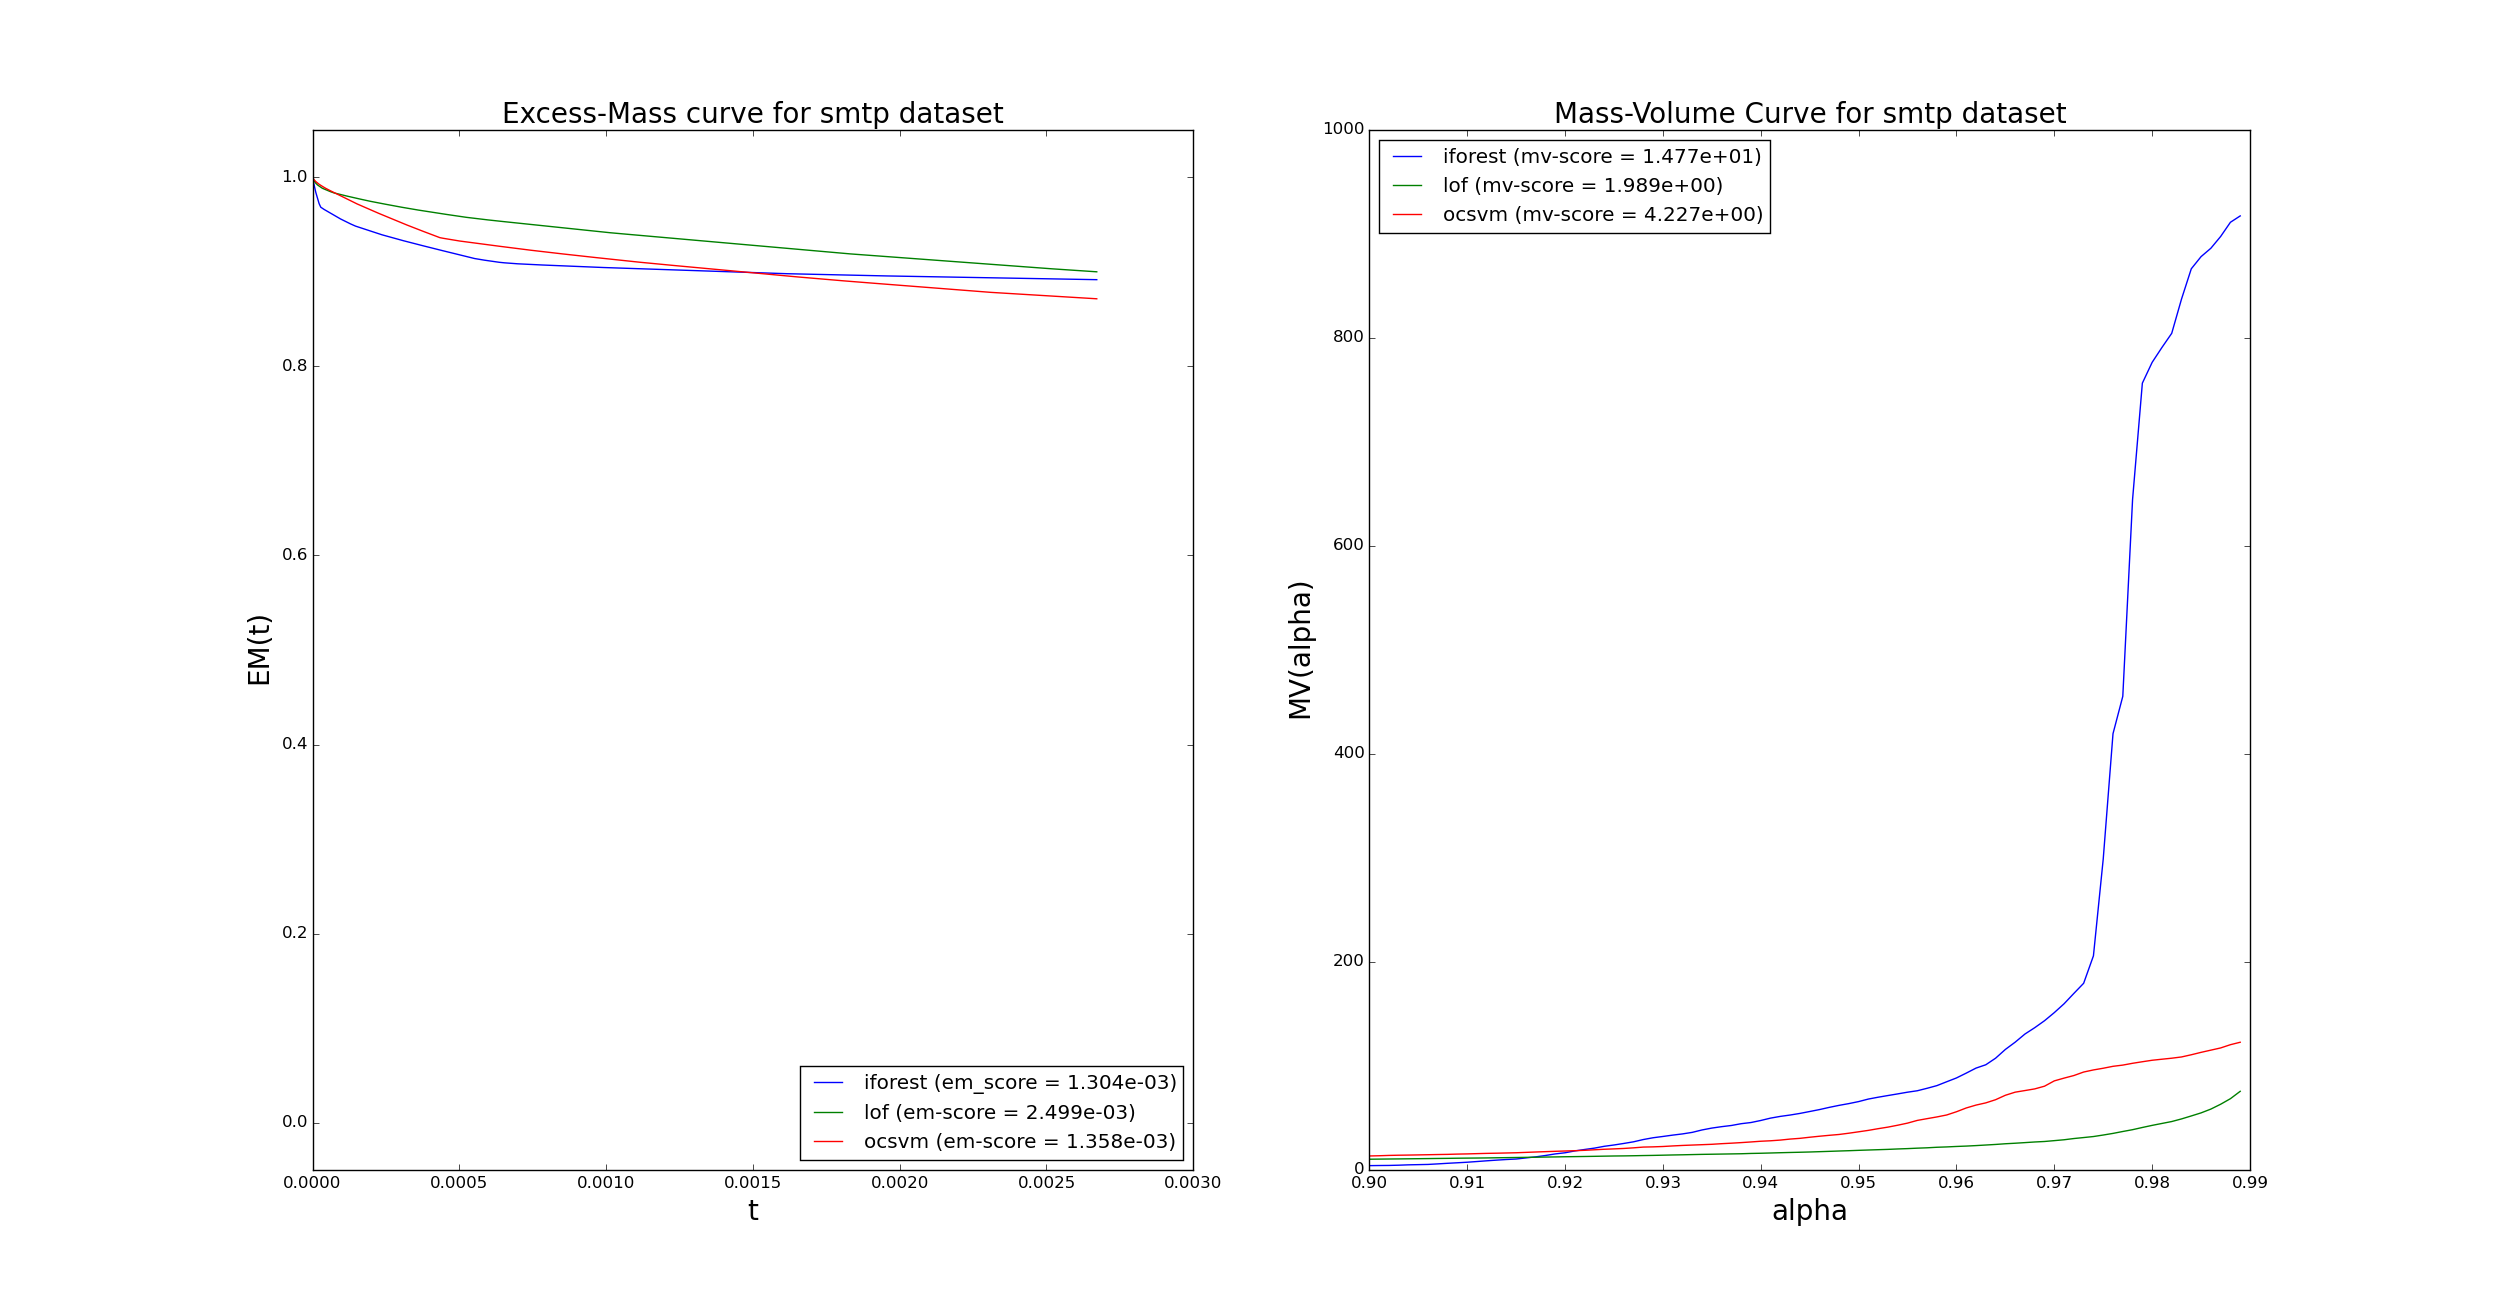 Excess-Mass curve for smtp dataset
EM(t)
1.0
0.8
0.6
0.4
0.2
0.0
iforest (em_score = 1.304e-03)
lof (em-score = 2.499e-03)
ocsvm (em-score = 1.358e-03)
0.0000 0.0005 0.0010 0.0015 0.0020 0.0025 0.0030
t
Mass-Volume Curve for smtp dataset
MV(alpha)
1000
800
600
400
200
0
iforest (mv-score = 1.477e+01)
lof (mv-score = 1.989e+00)
ocsvm (mv-score = 4.227e+00)
0.90 0.91 0.92 0.93 0.94 0.95 0.96 0.97 0.98 0.99
alpha